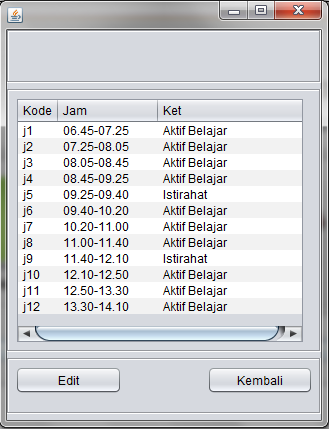 Kode Jam Ket
j1 06.45-07.25 Aktif Belajar
j2 07.25-08.05 Aktif Belajar
j3 08.05-08.45 Aktif Belajar
j4 08.45-09.25 Aktif Belajar
j5 09.25-09.40 Istirahat
j6 09.40-10.20 Aktif Belajar
j7 10.20-11.00 Aktif Belajar
j8 11.00-11.40 Aktif Belajar
j9 11.40-12.10 Istirahat
j10 12.10-12.50 Aktif Belajar
j11 12.50-13.30 Aktif Belajar
j12 13.30-14.10 Aktif Belajar
Edit Kembali